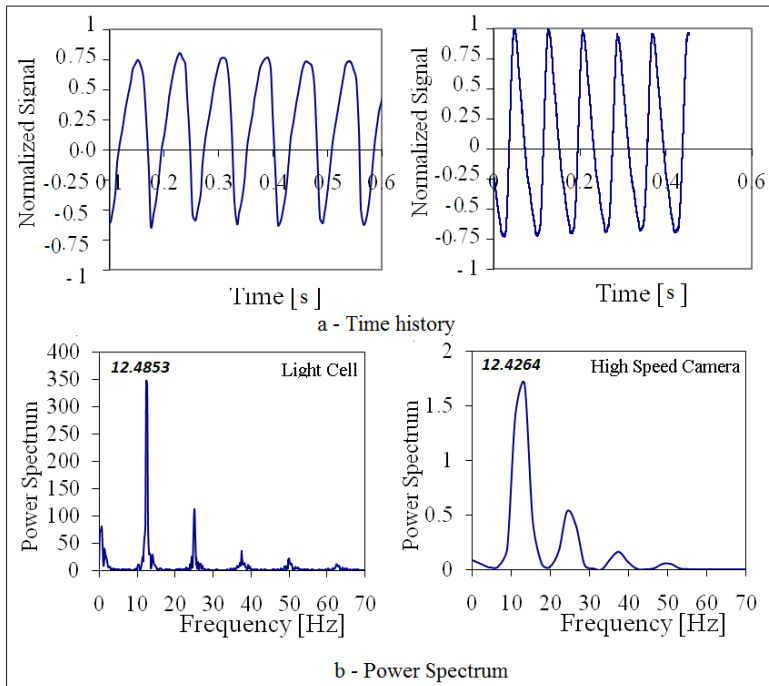 1
0.75
0.5
0.25
0.0
-0.25
-0.5
-0.75
-1
Normalized Signal
0.1 0.2 0.3 0.4 0.5 0.6
Time [s]
1
0.75
0.5
0.25
0
-0.25
-0.5
-0.75
-1
Normalized Signal
0 0.2 0.4 0.6
Time [s]
a - Time history
400
350
300
250
200
150
100
50
0
Power Spectrum
12.4853
Light Cell
0 10 20 30 40 50 60 70
Frequency [Hz]
2
1.5
1
0.5
0
Power Spectrum
12.4264
High Speed Camera
0 10 20 30 40 50 60 70
Frequency [Hz]
b - Power Spectrum